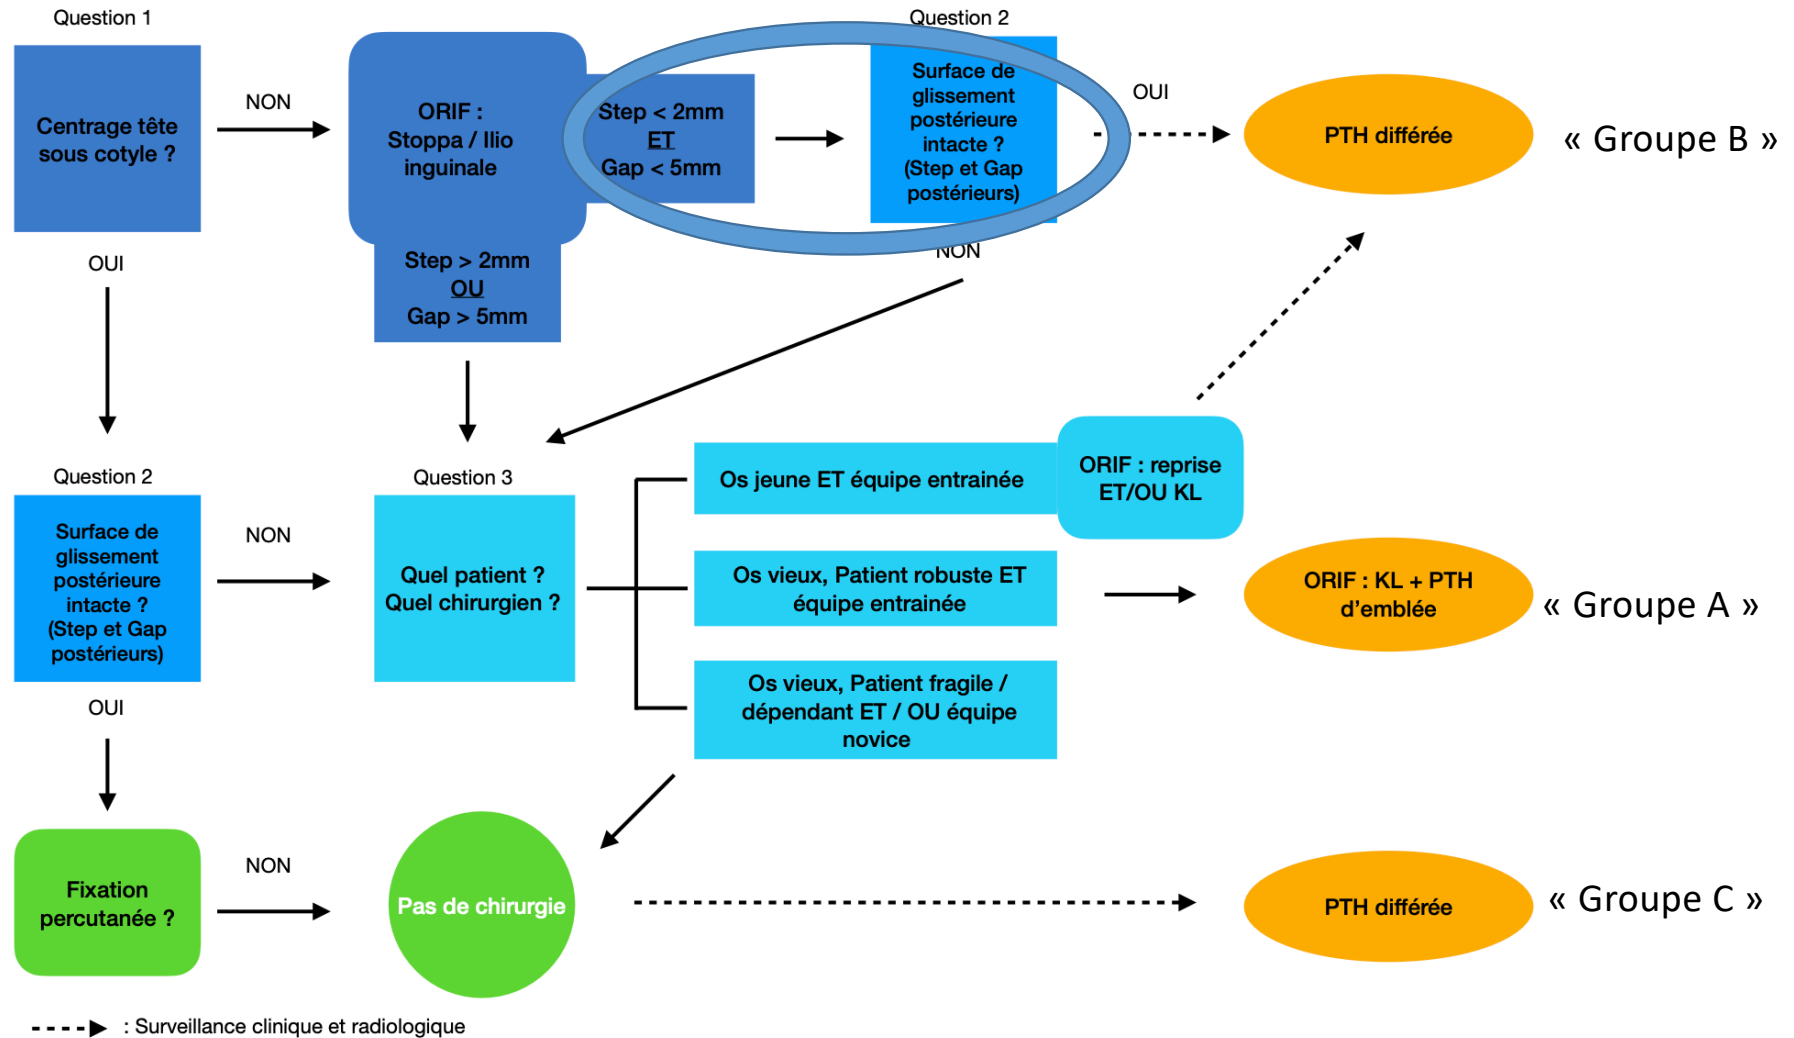 Question 1
Centrage tête
sous cotyle ?
NON
ORIF :
Stoppa / Ilio
inguinale
Step < 2mm
ET
Gap < 5mm
Question 2
Surface de
glissement
postérieure
intacte ?
(Step et Gap
postérieurs)
OUI
PTH différée
« Groupe B »
OUI
Step > 2mm
OU
Gap > 5mm
NON
Question 2
Surface de
glissement
postérieure
intacte ?
(Step et Gap
postérieurs)
NON
Question 3
Quel patient ?
Quel chirurgien ?
Os jeune ET équipe entrainée
ORIF : reprise
ET/OU KL
Os vieux, Patient robuste ET
équipe entrainée
ORIF : KL + PTH
d'emblée
« Groupe A »
Os vieux, Patient fragile /
dépendant ET / OU équipe
novice
OUI
Fixation
percutanée ?
NON
Pas de chirurgie
PTH différée
« Groupe C »
: Surveillance clinique et radiologique